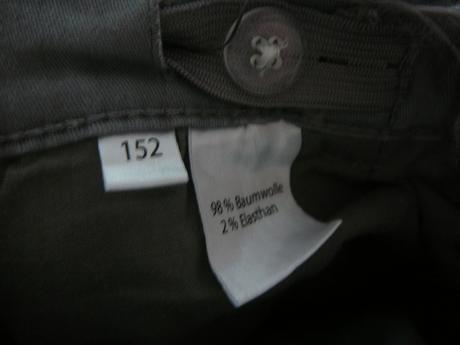 152
98% Baumwolle
2% Elasthan